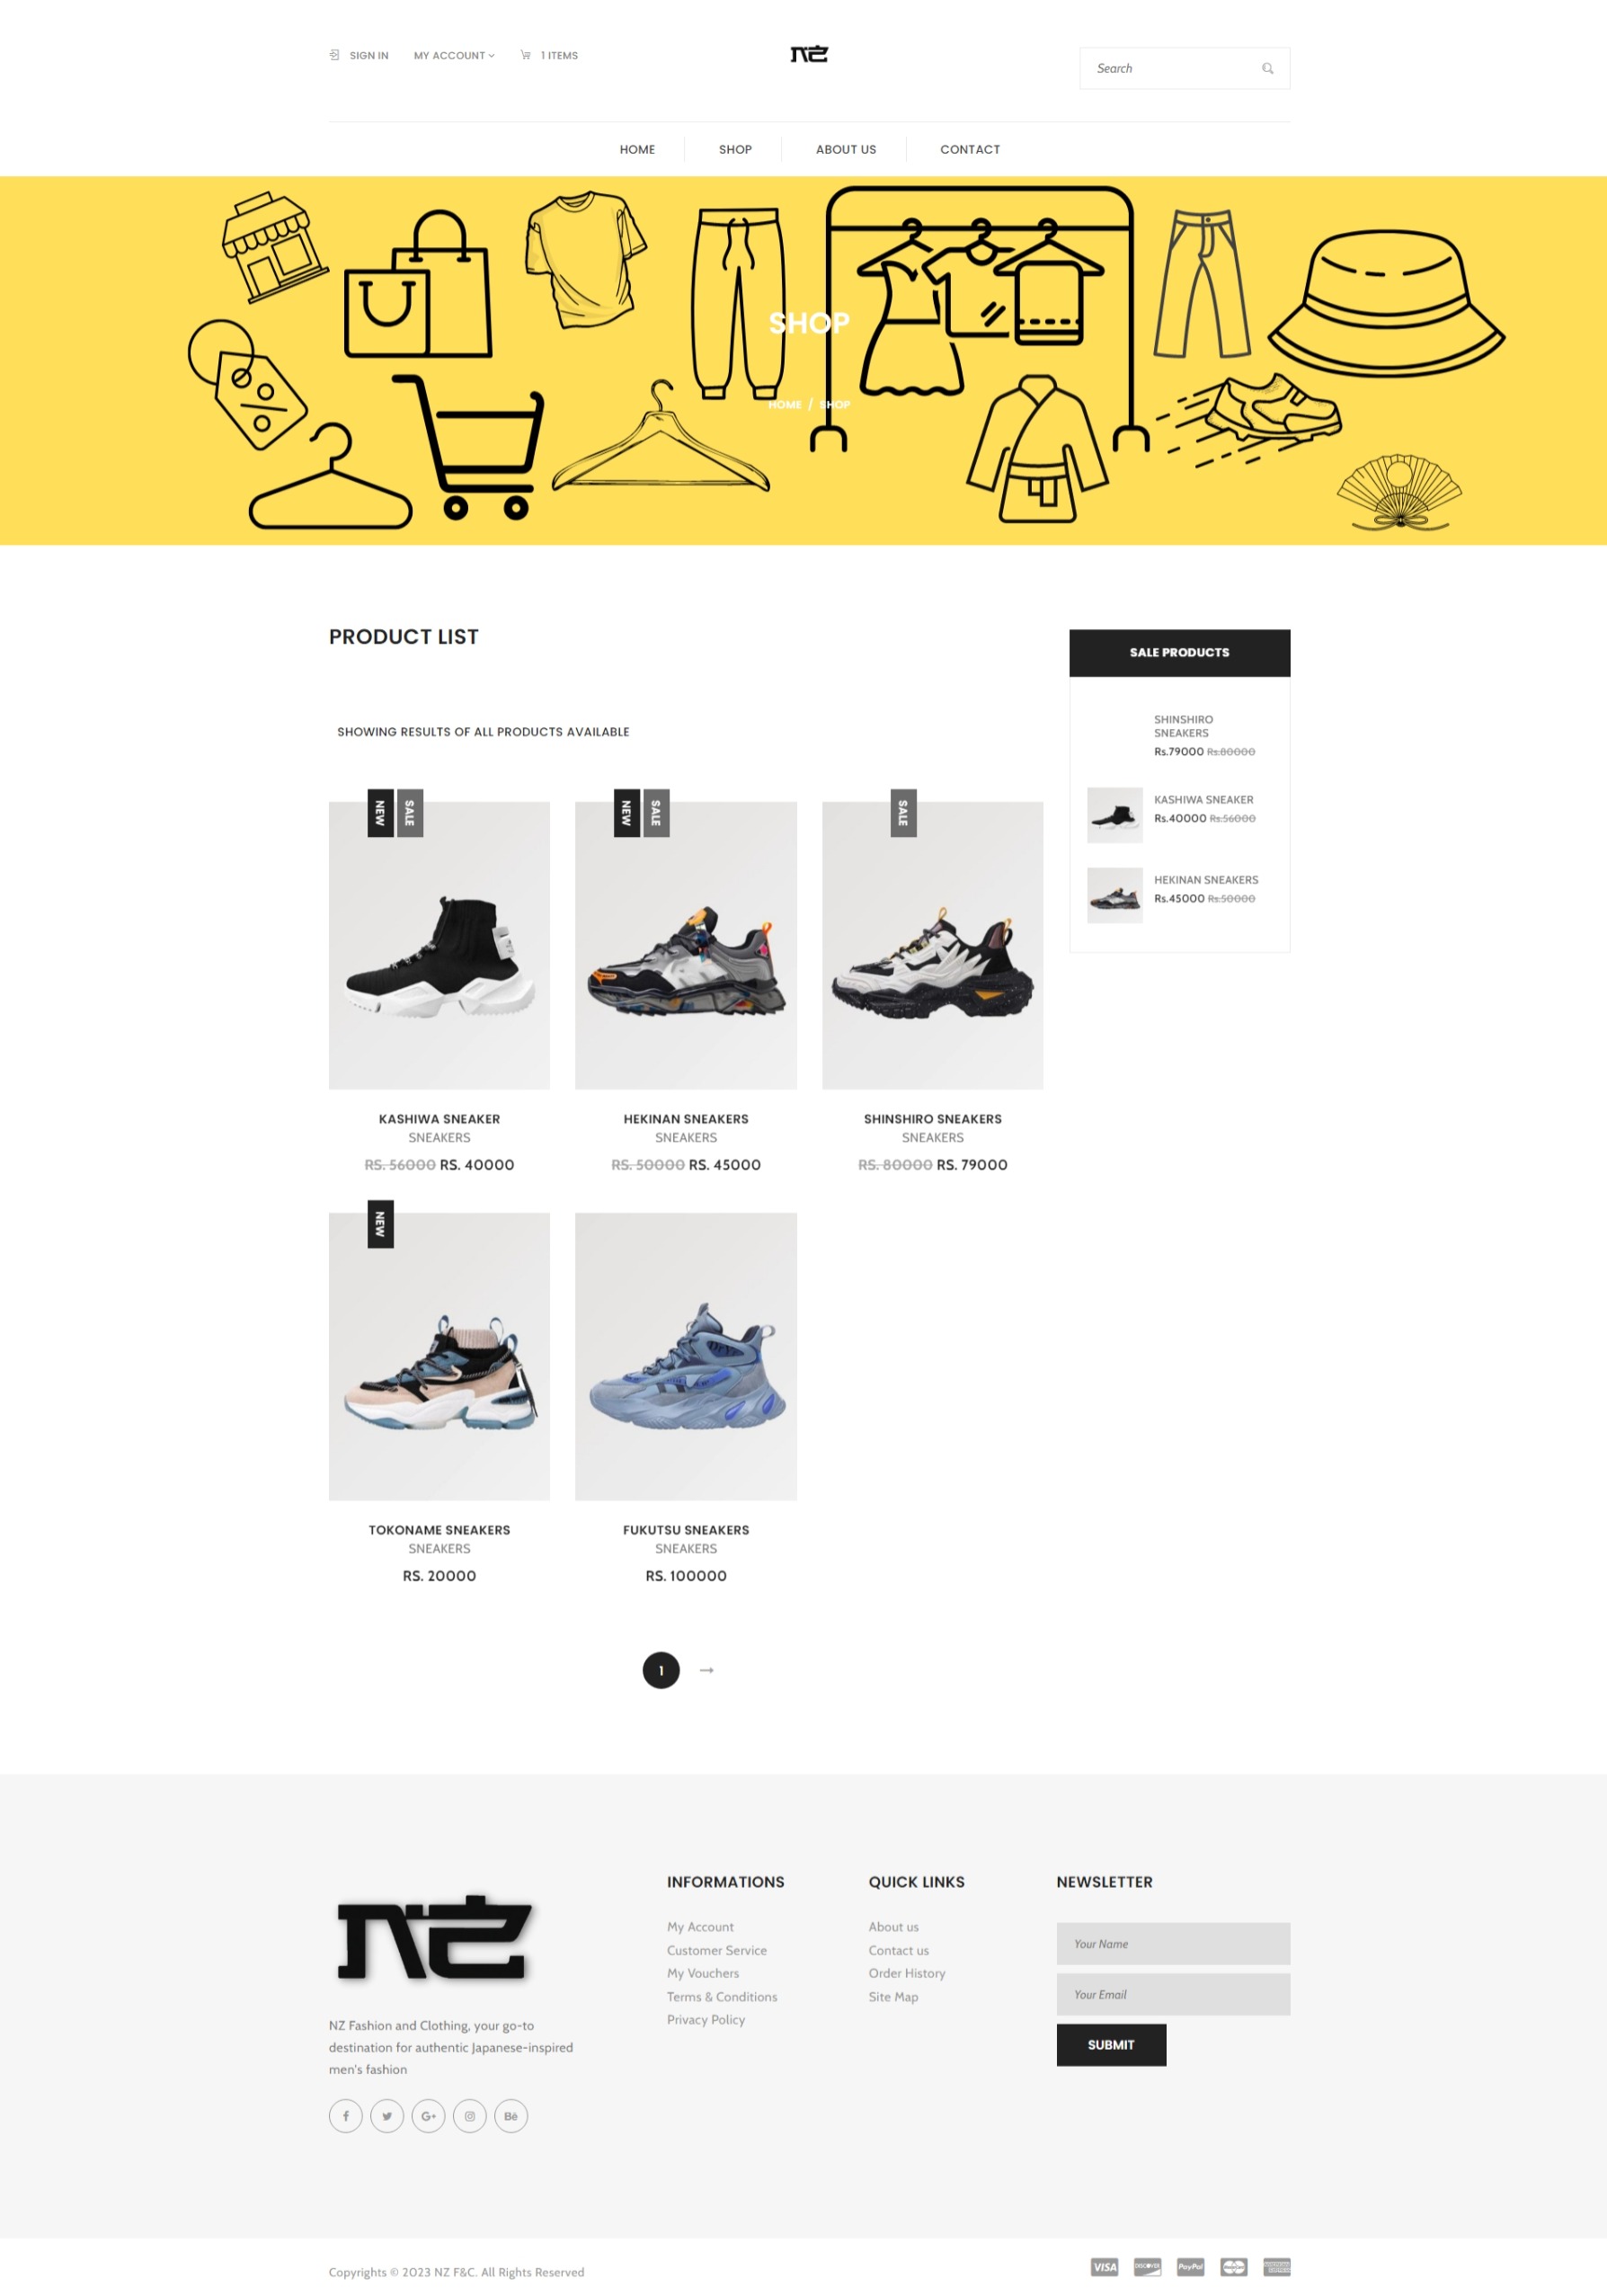 SIGN IN
MY ACCOUNT
1 ITEMS
NZ
Search
HOME
SHOP
ABOUT US
CONTACT
SHOP
HOME / SHOP
PRODUCT LIST
SHOWING RESULTS OF ALL PRODUCTS AVAILABLE
NEW
SALE
KASHIWA SNEAKER
SNEAKERS
RS. 56000 RS. 40000
NEW
SALE
HEKINAN SNEAKERS
SNEAKERS
RS. 50000 RS. 45000
SALE
SHINSHIRO SNEAKERS
SNEAKERS
RS. 80000 RS. 79000
NEW
TOKONAME SNEAKERS
SNEAKERS
RS. 20000
FUKUTSU SNEAKERS
SNEAKERS
RS. 100000
1
SALE PRODUCTS
SHINSHIRO
SNEAKERS
Rs.79000 Rs.80000
KASHIWA SNEAKER
Rs.40000 Rs.56000
HEKINAN SNEAKERS
Rs.45000 Rs.50000
NZ
NZ Fashion and Clothing, your go-to
destination for authentic Japanese-inspired
men's fashion
G+
Bē
INFORMATIONS
My Account
Customer Service
My Vouchers
Terms & Conditions
Privacy Policy
QUICK LINKS
About us
Contact us
Order History
Site Map
NEWSLETTER
Your Name
Your Email
SUBMIT
Copyrights © 2023 NZ F&C. All Rights Reserved
VISA
DISCOVER
PayPal